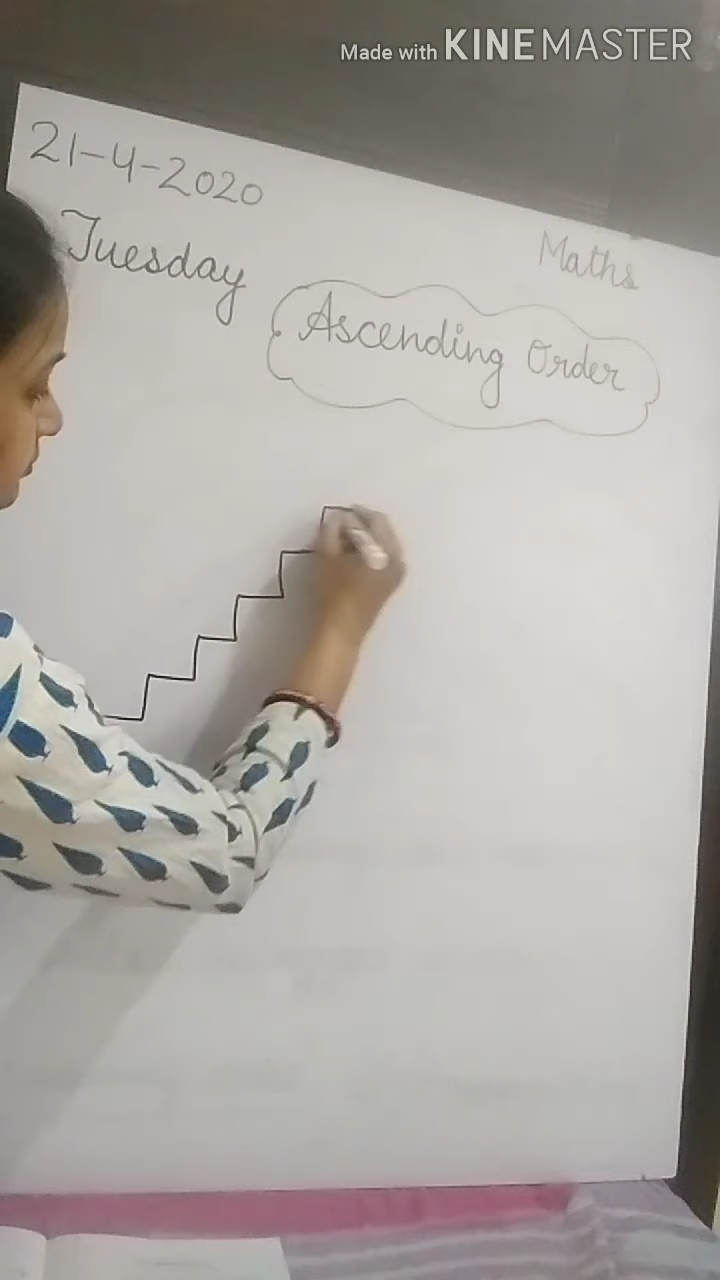 Made with KINEMASTER
21-4-2020
Tuesday
Maths
Ascending Order